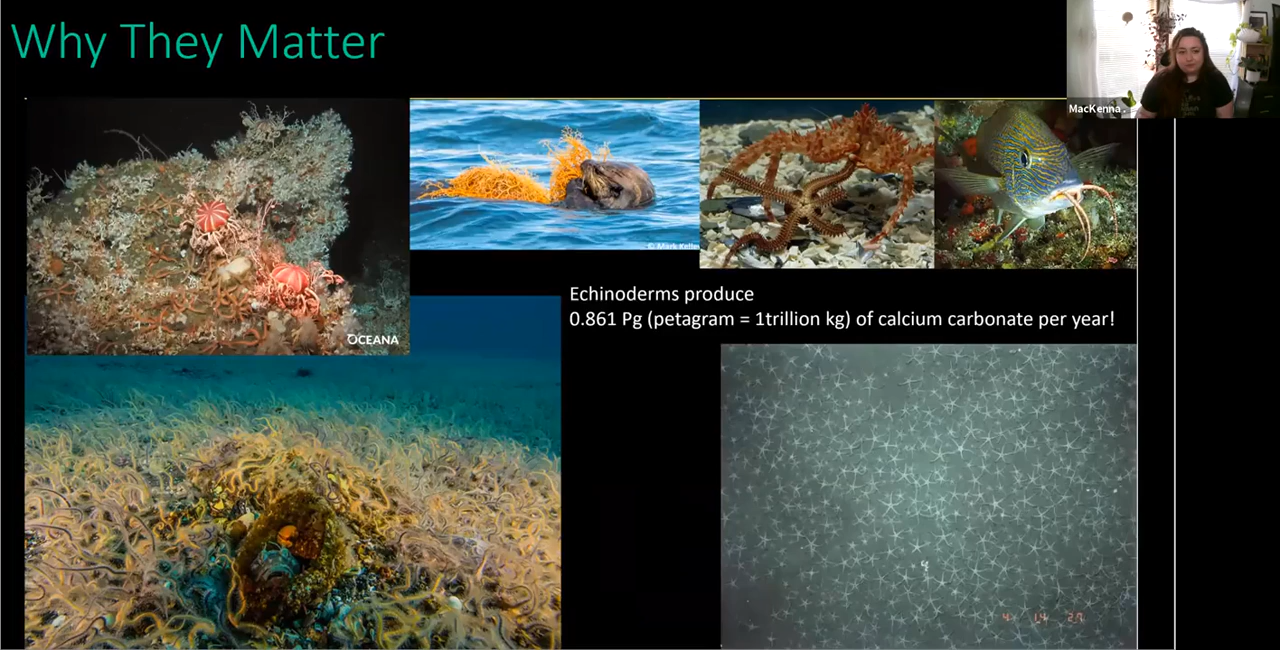 Why They Matter
MacKenna
© Mark Kelley
Echinoderms produce
0.861 Pg (petagram = 1trillion kg) of calcium carbonate per year!
OCEANA
4 14 27